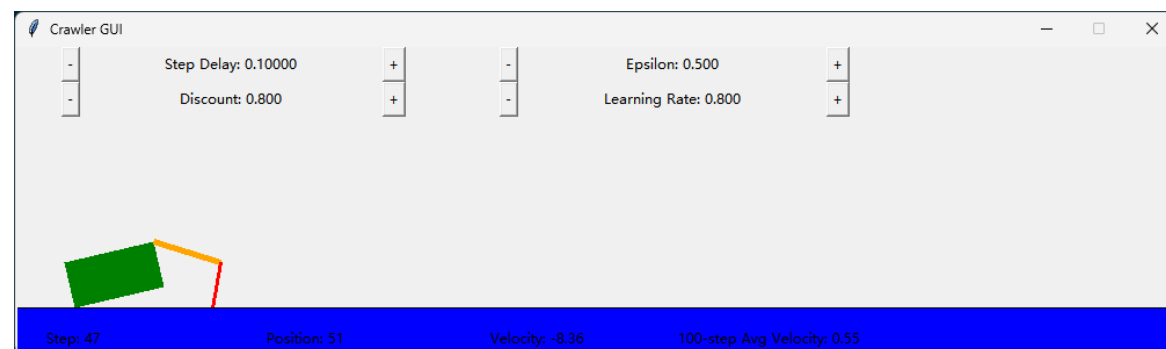 Crawler GUI
- Step Delay: 0.10000 + - Epsilon: 0.500 +
- Discount: 0.800 + - Learning Rate: 0.800 +
Step: 47 Position: 51 Velocity: -8.36 100-step Avg Velocity: 0.55